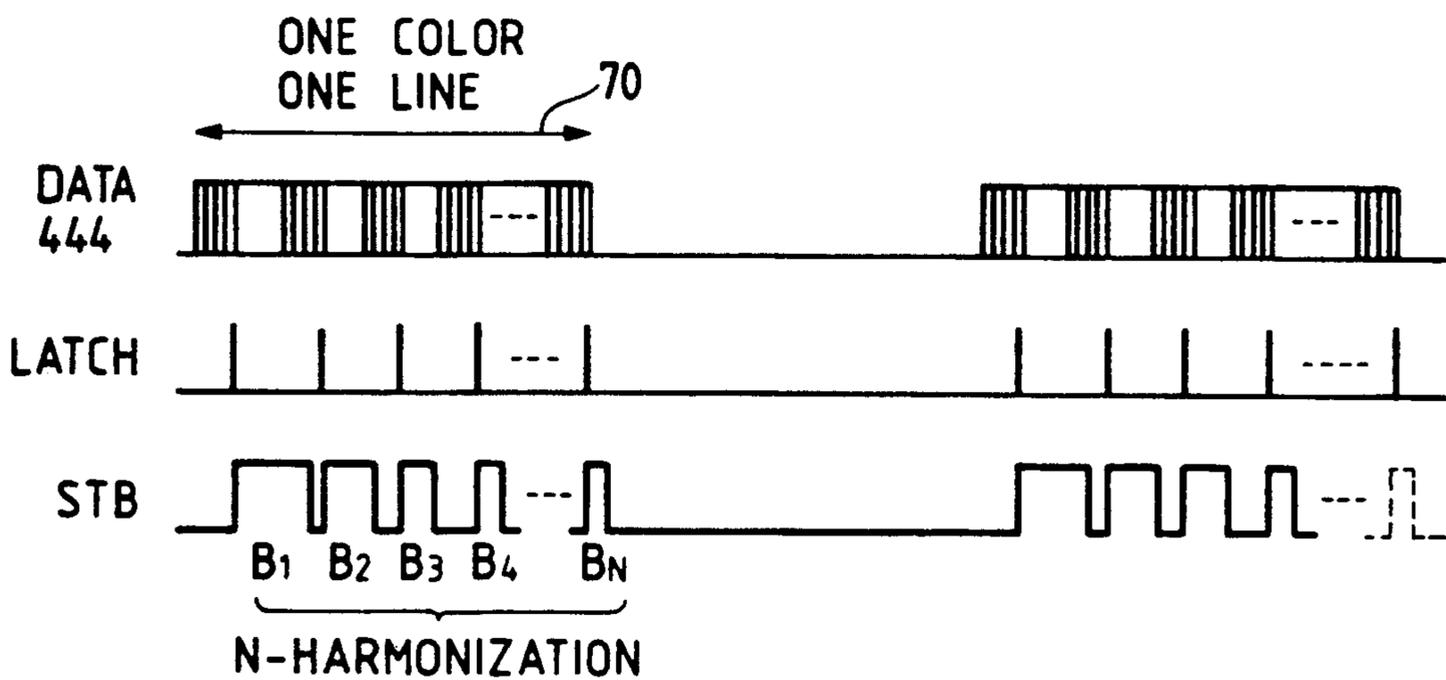 ONE COLOR
ONE LINE
70
DATA
444
LATCH
STB
B1 B2 B3 B4 BN
N-HARMONIZATION